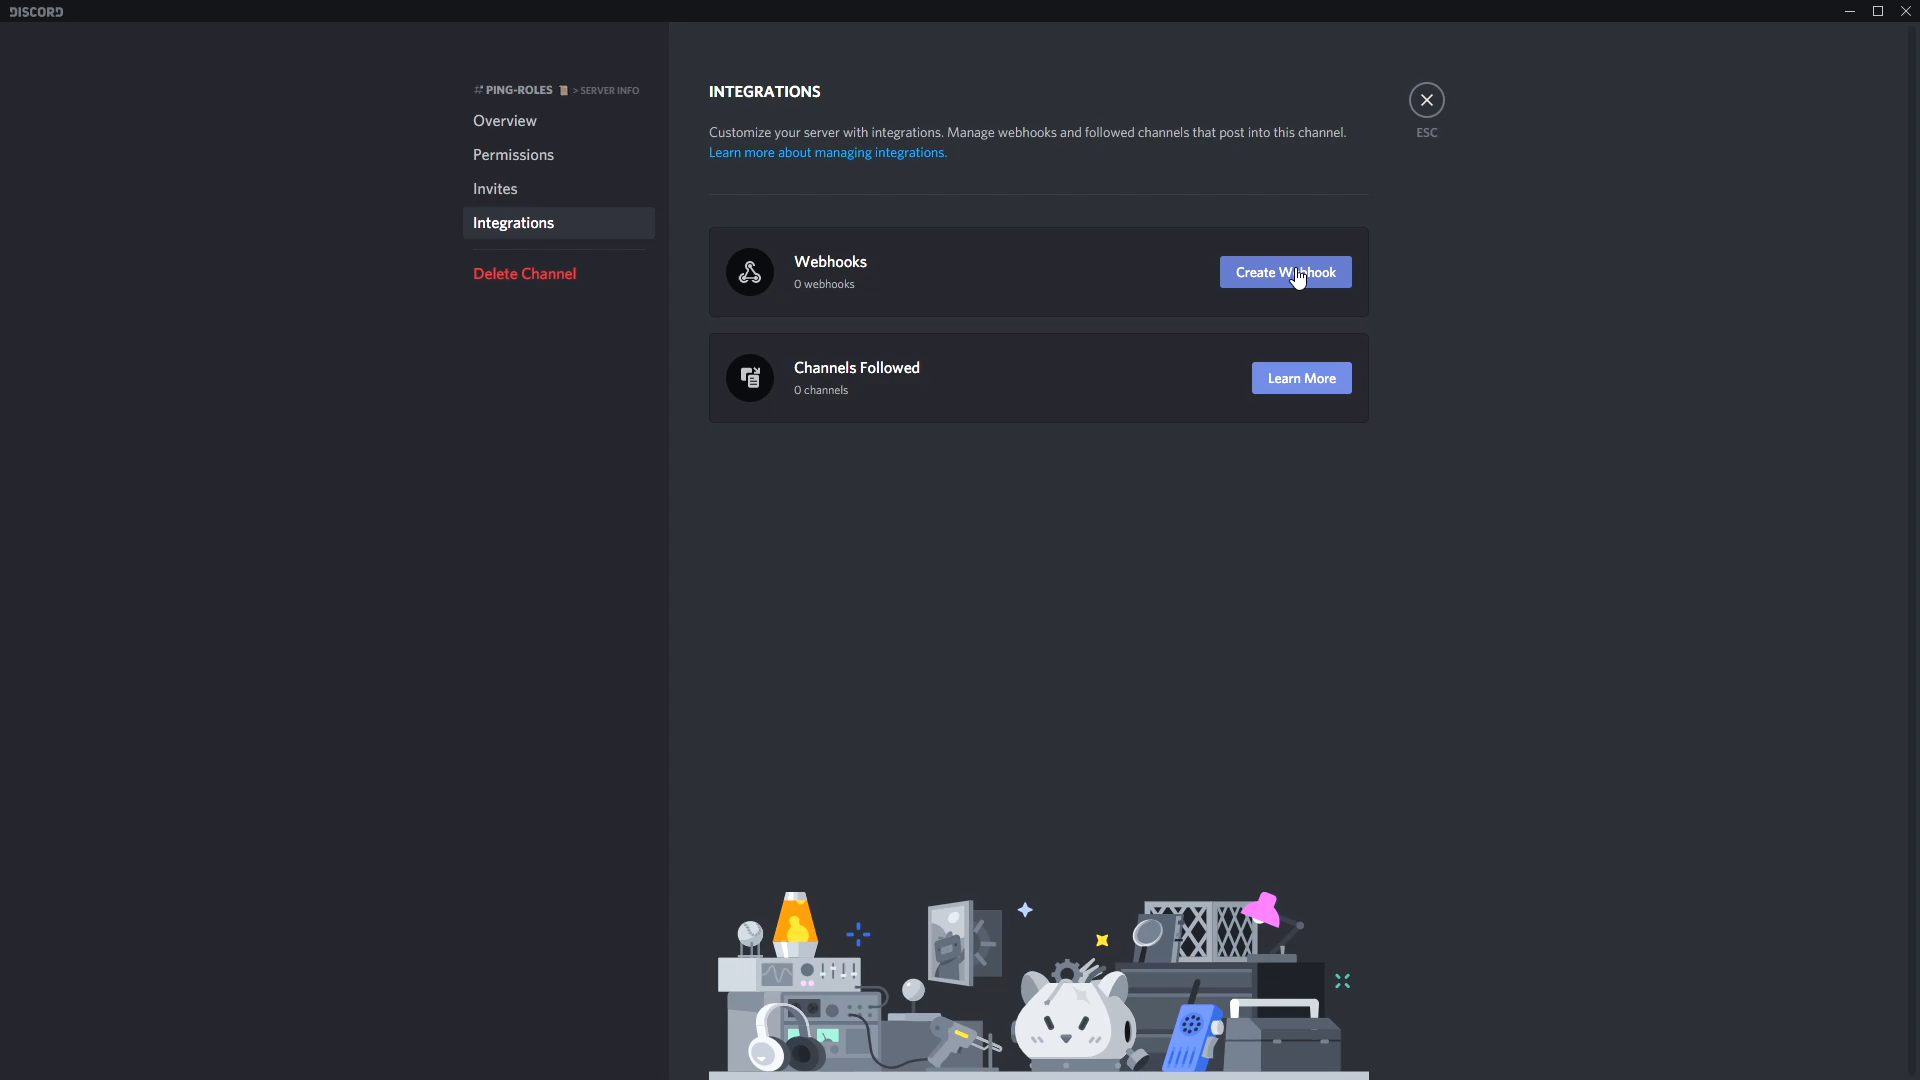 DISCORD
# PING-ROLES > SERVER INFO
Overview
Permissions
Invites
Integrations
Delete Channel
INTEGRATIONS
Customize your server with integrations. Manage webhooks and followed channels that post into this channel.
Learn more about managing integrations.
ESC
Webhooks
0 webhooks
Create Webhook
Channels Followed
0 channels
Learn More